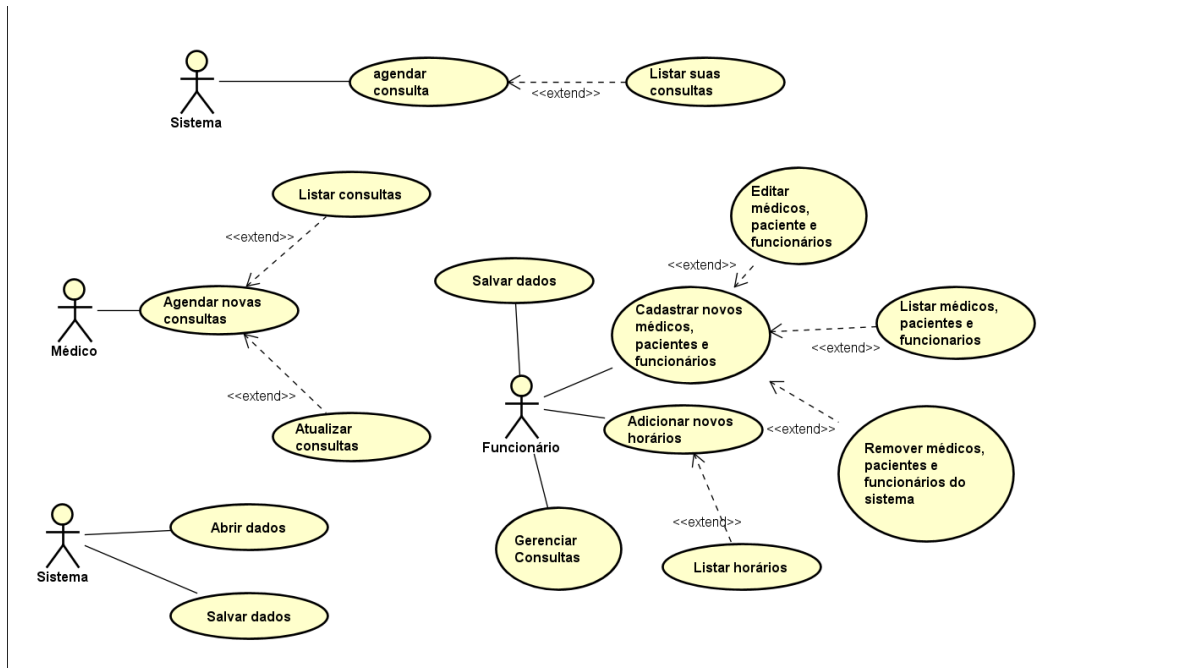 agendar
consulta
<<extend>>
Listar suas
consultas
Sistema
Listar consultas
<<extend>>
Agendar novas
consultas
Médico
<<extend>>
Atualizar
consultas
Editar
médicos,
paciente e
funcionários
<<extend>>
Salvar dados
Cadastrar novos
médicos,
pacientes e
funcionários
Listar médicos,
pacientes e
funcionarios
<<extend>>
Funcionário
Adicionar novos
horários
<<extend>>
Remover médicos,
pacientes e
funcionários do
sistema
Gerenciar
Consultas
<<extend>>
Listar horários
Sistema
Abrir dados
Salvar dados